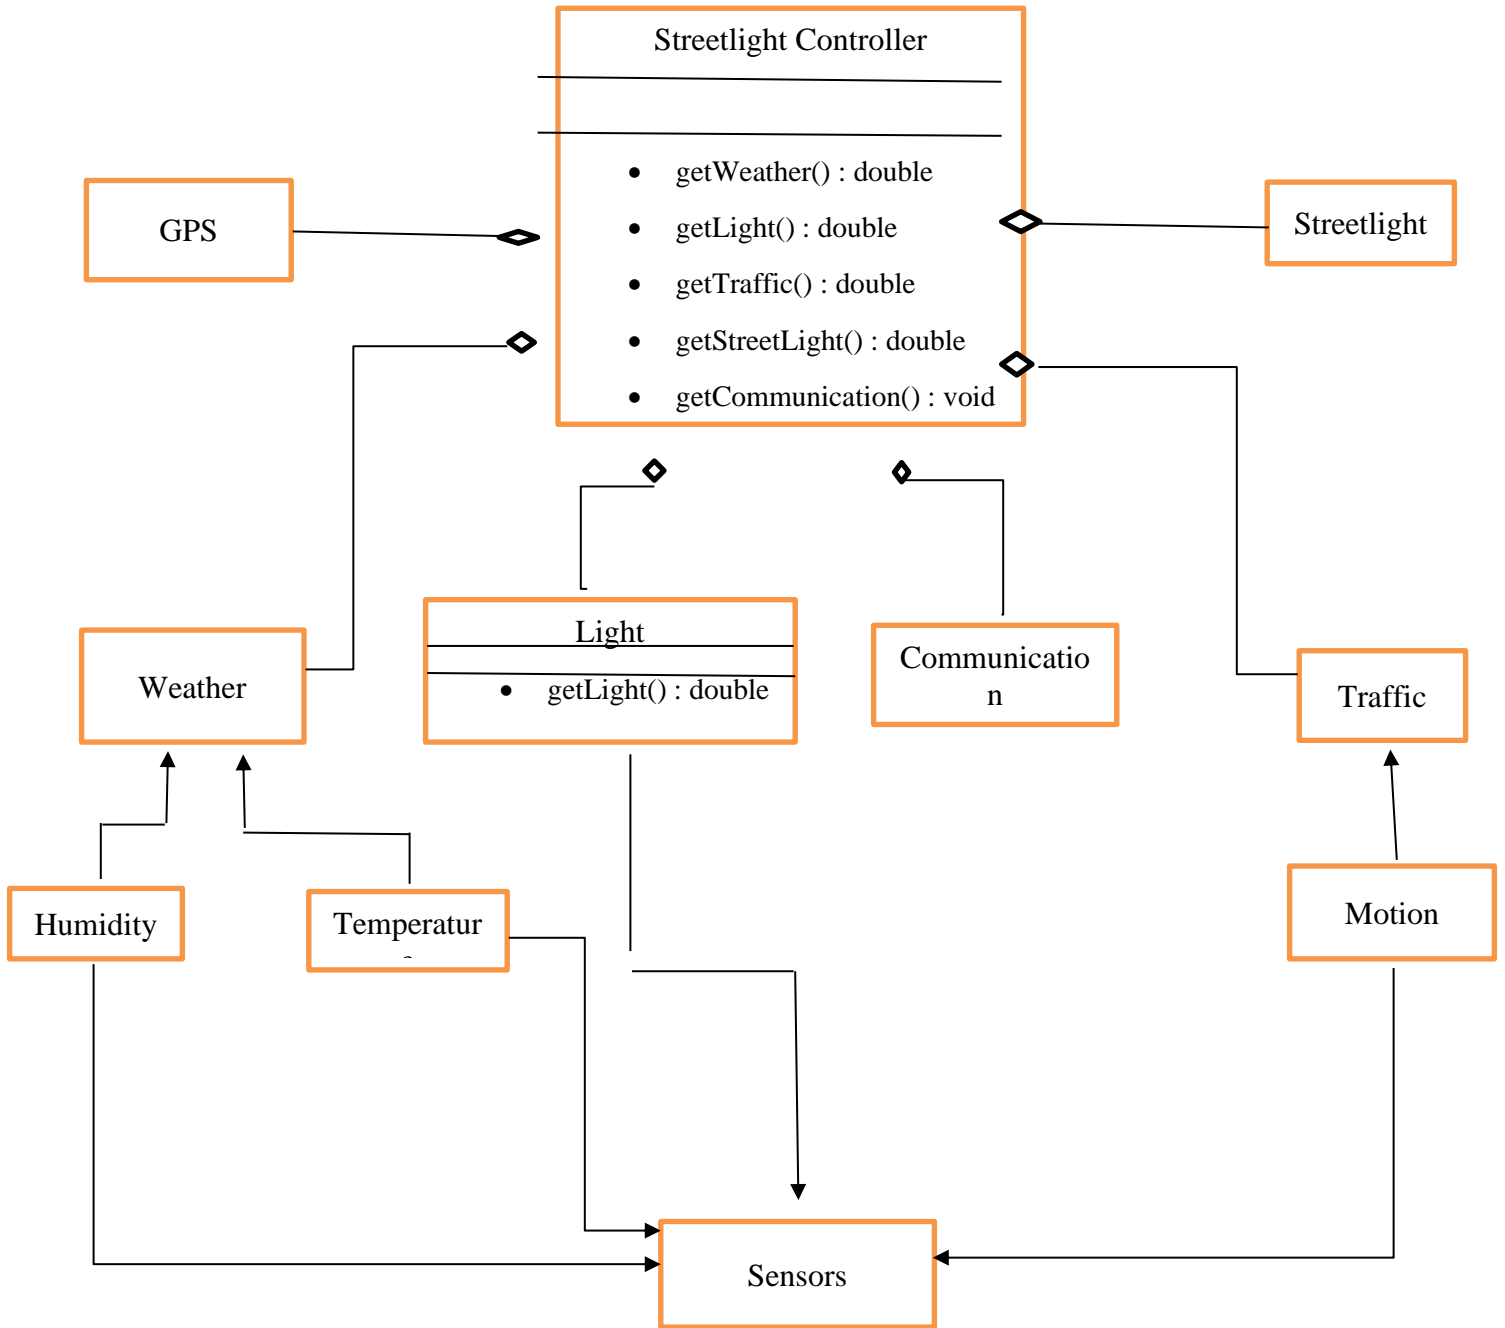 Streetlight Controller
• getWeather() : double
• getLight() : double
• getTraffic() : double
• getStreetLight() : double
• getCommunication() : void
GPS
Streetlight
Light
• getLight() : double
Communicatio
n
Weather
Traffic
Humidity
Temperatur
Motion
Sensors